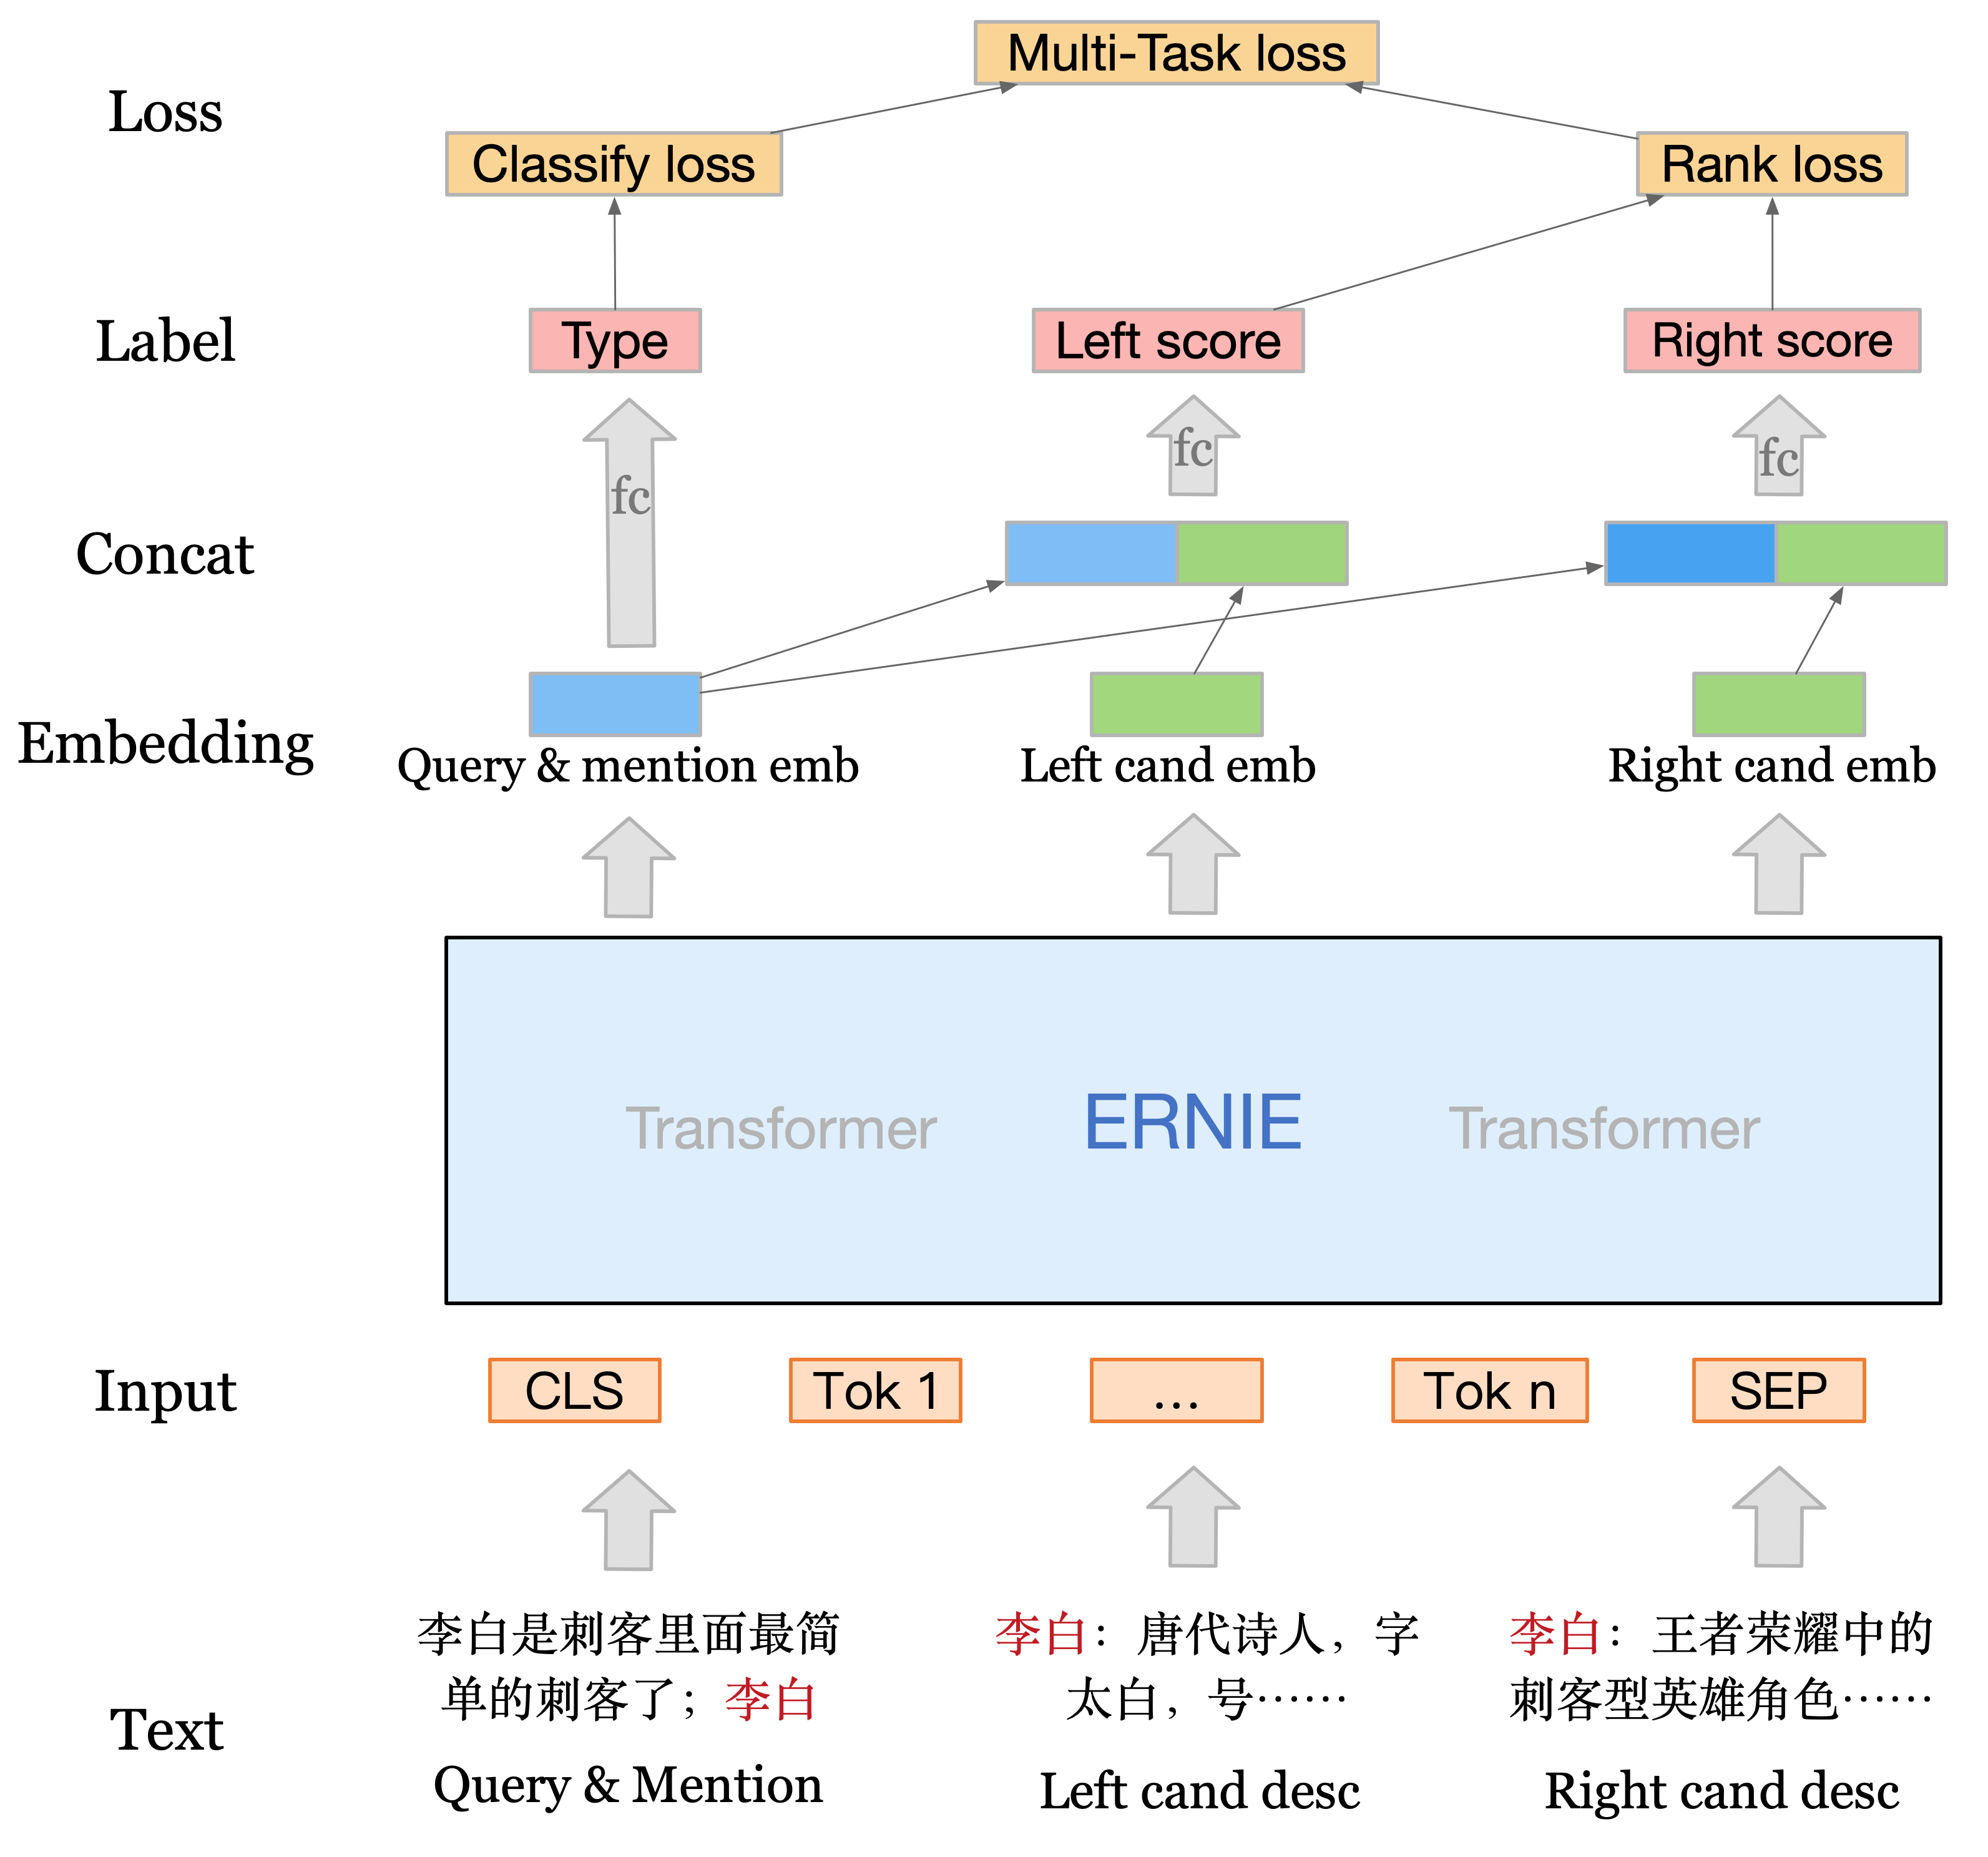 Multi-Task loss
Loss
Classify loss
Rank loss
Label
Type
Left score
Right score
fc
fc
fc
Concat
Embedding
Query & mention emb
Left cand emb
Right cand emb
Transformer
ERNIE
Transformer
Input
CLS
Tok 1
...
Tok n
SEP
Text
李白是刺客里面最简
单的刺客了；李白
Query & Mention
李白：唐代诗人，字
太白，号……
Left cand desc
李白：王者荣耀中的
刺客型英雄角色……
Right cand desc